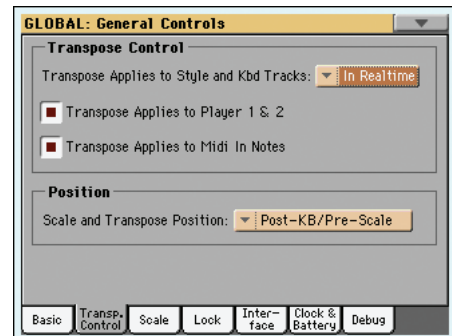 GLOBAL: General Controls
Transpose Control
Transpose Applies to Style and Kbd Tracks: In Realtime
Transpose Applies to Player 1 & 2
Transpose Applies to Midi In Notes
Position
Scale and Transpose Position: Post-KB/Pre-Scale
Basic Transp. Control Scale Lock Inter-face Clock & Battery Debug